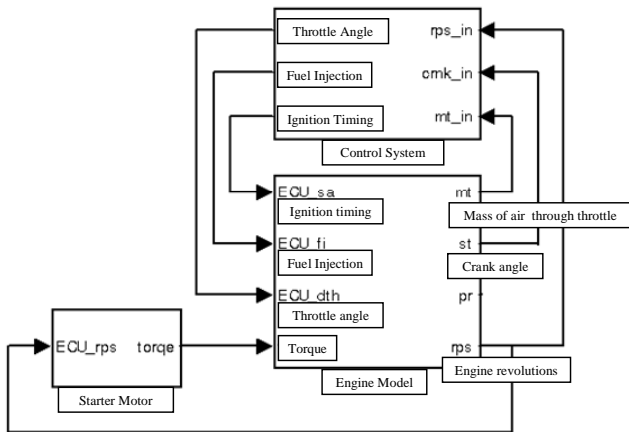 Throttle Angle rps_in
Fuel Injection crnk_in
Ignition Timing mt_in
Control System
ECU_sa mt
Ignition timing Mass of air through throttle
ECU_fi st
Fuel Injection Crank angle
ECU_dth pr
Throttle angle
ECU_rps torqe Torque rps
Engine revolutions
Engine Model
Starter Motor